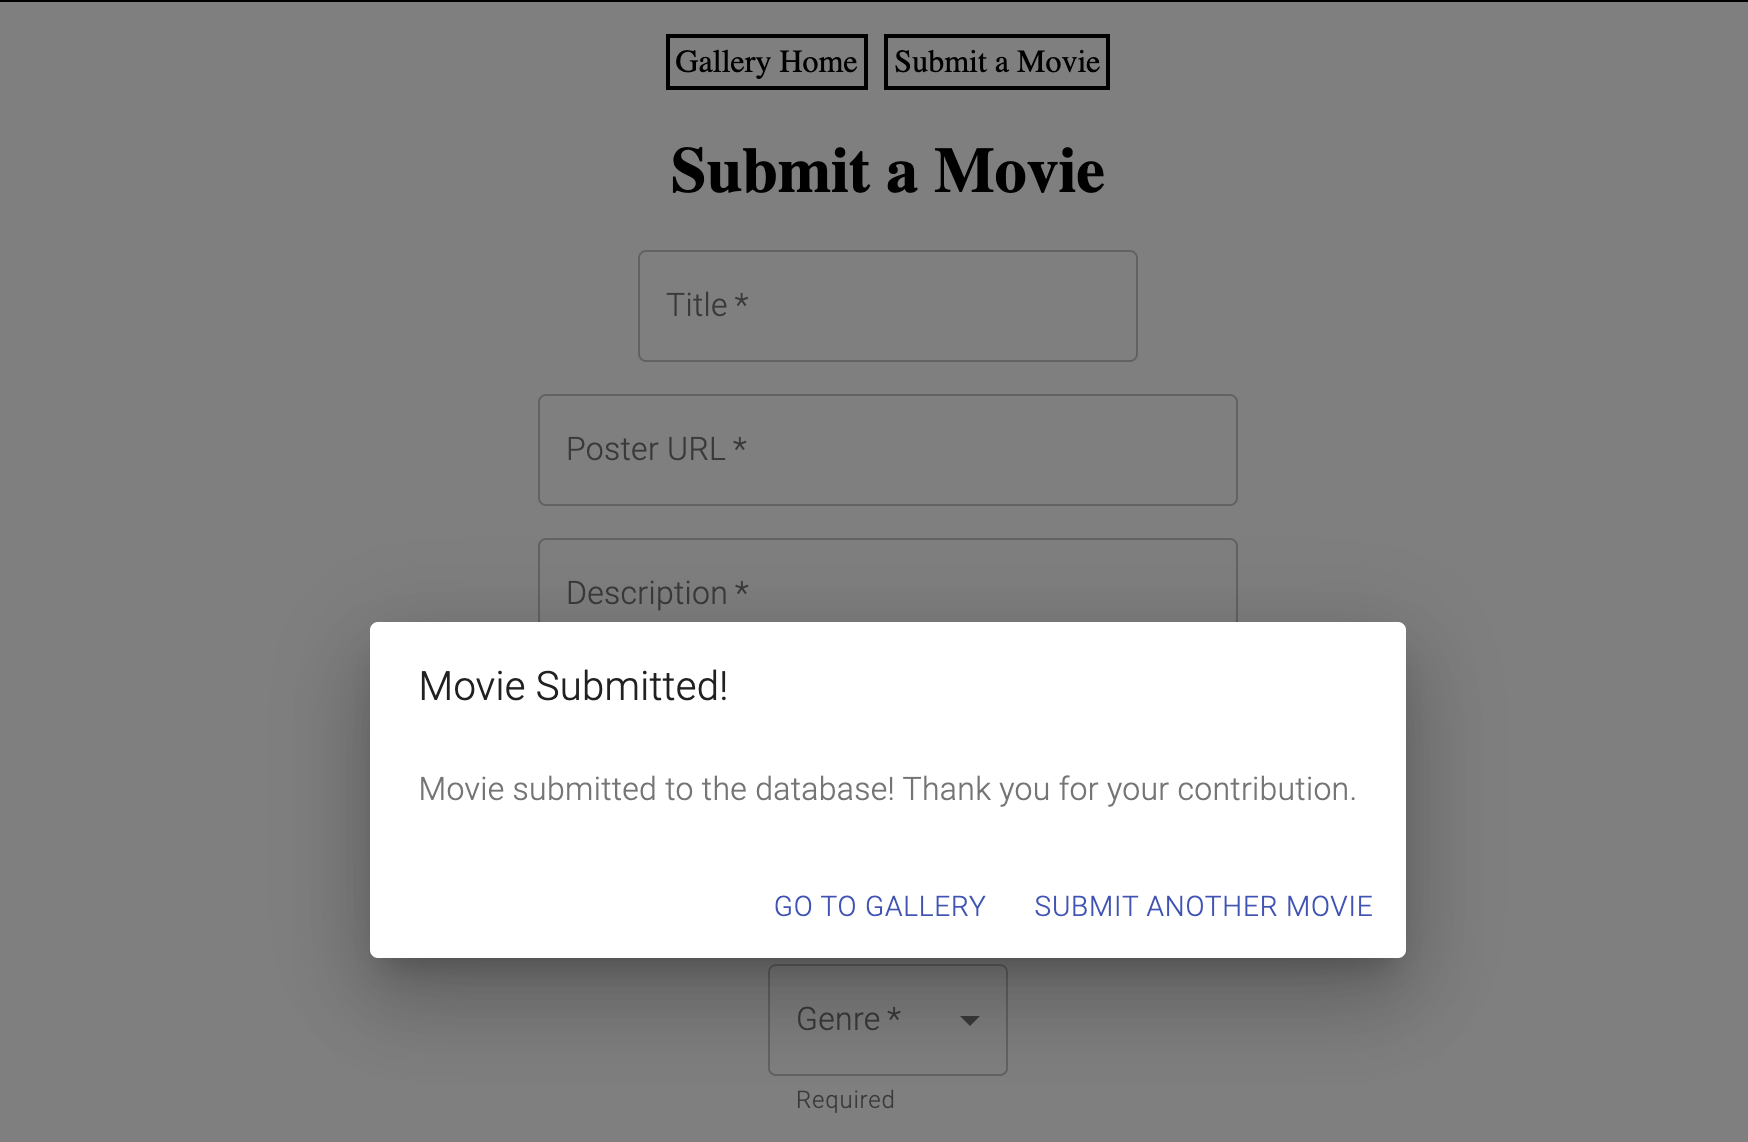 Gallery Home
Submit a Movie
Submit a Movie
Title *
Poster URL *
Description *
Movie Submitted!
Movie submitted to the database! Thank you for your contribution.
GO TO GALLERY
SUBMIT ANOTHER MOVIE
Genre *
Required